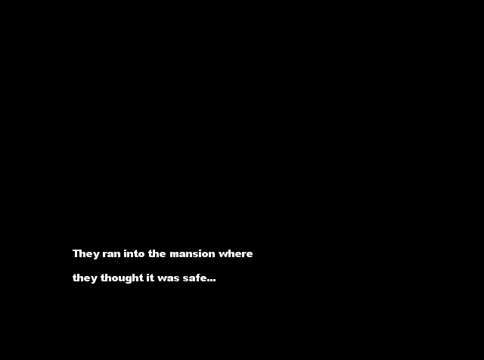 They ran into the mansion where
they thought it was safe...